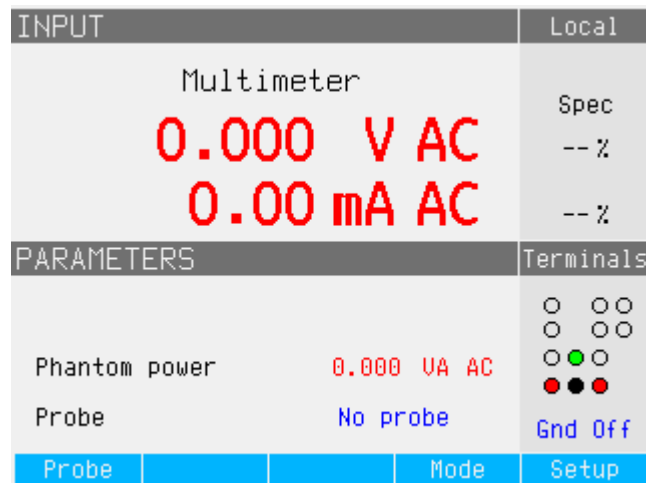 INPUT Local
Multimeter
Spec
0.000 V AC --%
0.00 mA AC --%
PARAMETERS Terminals
Phantom power 0.000 VA AC
Probe No probe
Gnd Off
Probe Mode Setup